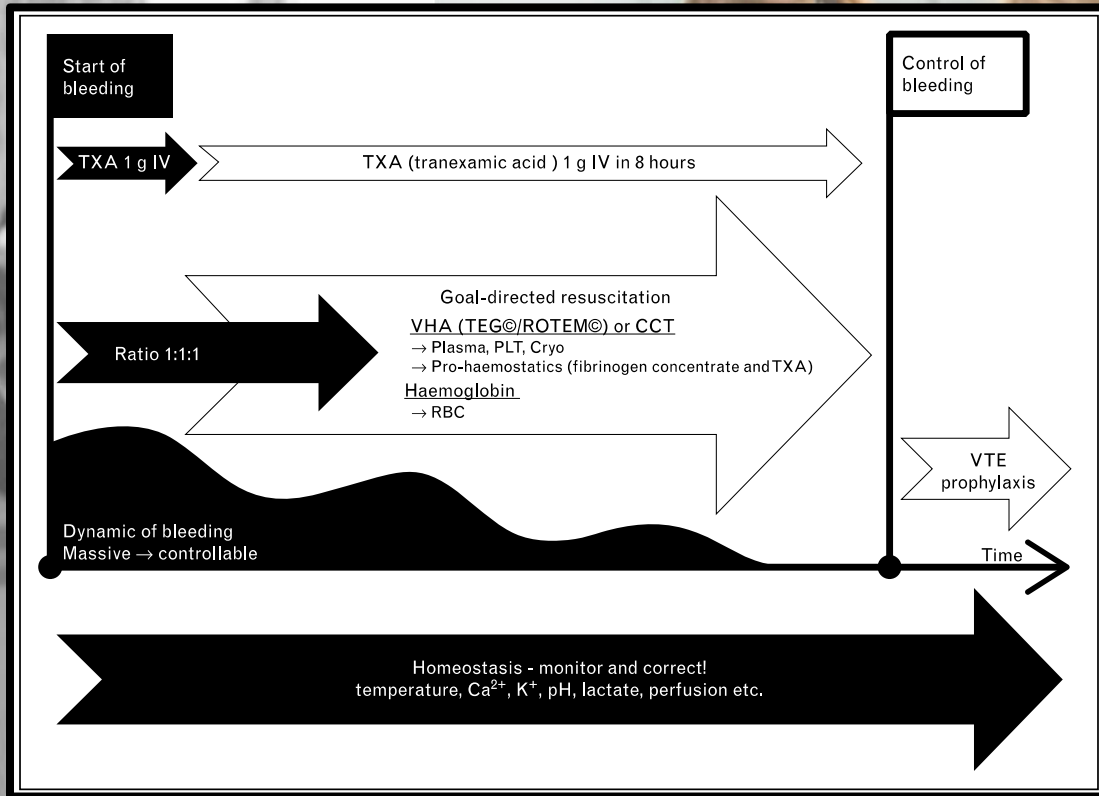 Start of
bleeding
Control of
bleeding
TXA 1 g IV
TXA (tranexamic acid ) 1 g IV in 8 hours
Goal-directed resuscitation
VHA (TEG©/ROTEM©) or CCT
→ Plasma, PLT, Cryo
→ Pro-haemostatics (fibrinogen concentrate and TXA)
Haemoglobin
→ RBC
Ratio 1:1:1
VTE
prophylaxis
Dynamic of bleeding
Massive → controllable
Time
Homeostasis - monitor and correct!
temperature, Ca²⁺, K⁺, pH, lactate, perfusion etc.